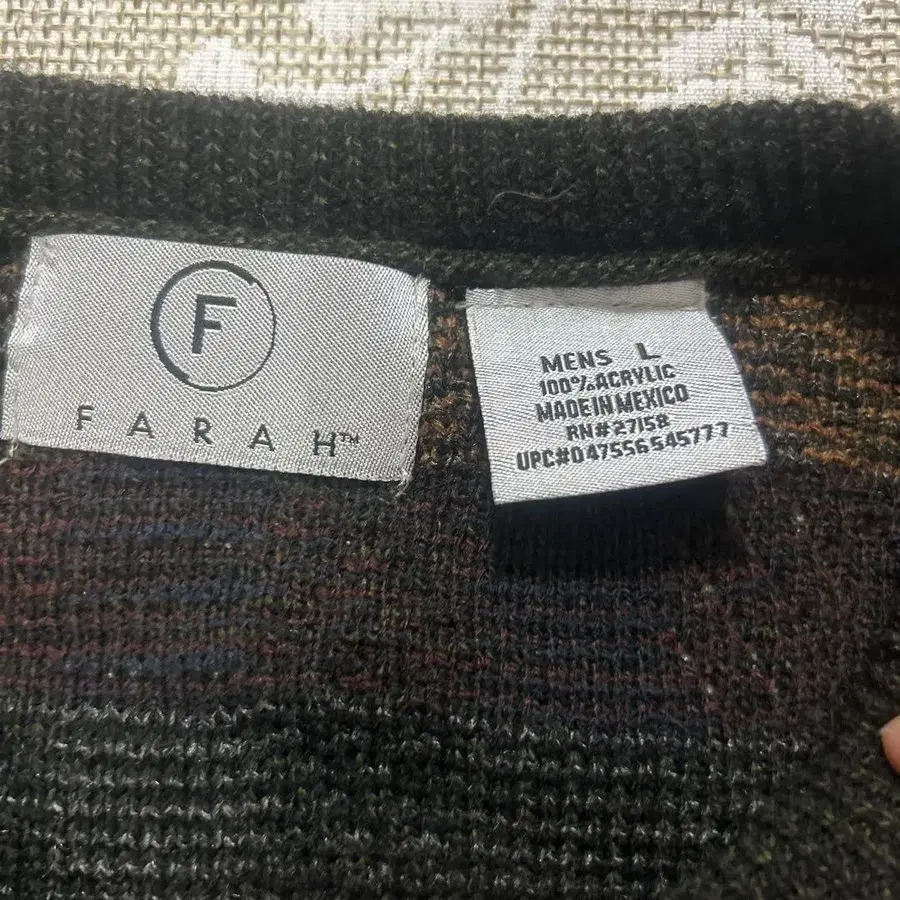 F
FARAH™
MENS L
100% ACRYLIC
MADE IN MEXICO
RN# 27158
UPC#047556545777